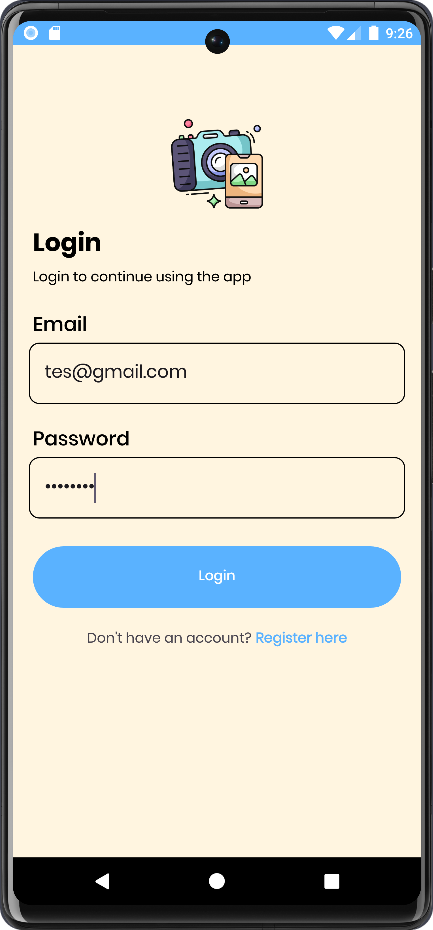 9:26
Login
Login to continue using the app
Email
tes@gmail.com
Password
••••••••
Login
Don't have an account? Register here